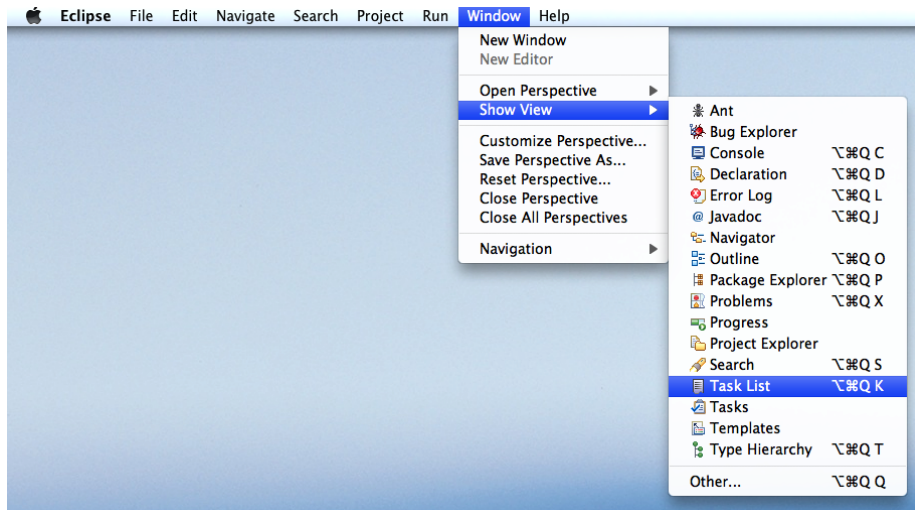 Eclipse File Edit Navigate Search Project Run Window Help
New Window
New Editor
Open Perspective
Show View
Customize Perspective...
Save Perspective As...
Reset Perspective...
Close Perspective
Close All Perspectives
Navigation
Ant
Bug Explorer
Console ⌥⌘Q C
Declaration ⌥⌘Q D
Error Log ⌥⌘Q L
Javadoc ⌥⌘Q J
Navigator
Outline ⌥⌘Q O
Package Explorer ⌥⌘Q P
Problems ⌥⌘Q X
Progress
Project Explorer
Search ⌥⌘Q S
Task List ⌥⌘Q K
Tasks
Templates
Type Hierarchy ⌥⌘Q T
Other... ⌥⌘Q Q